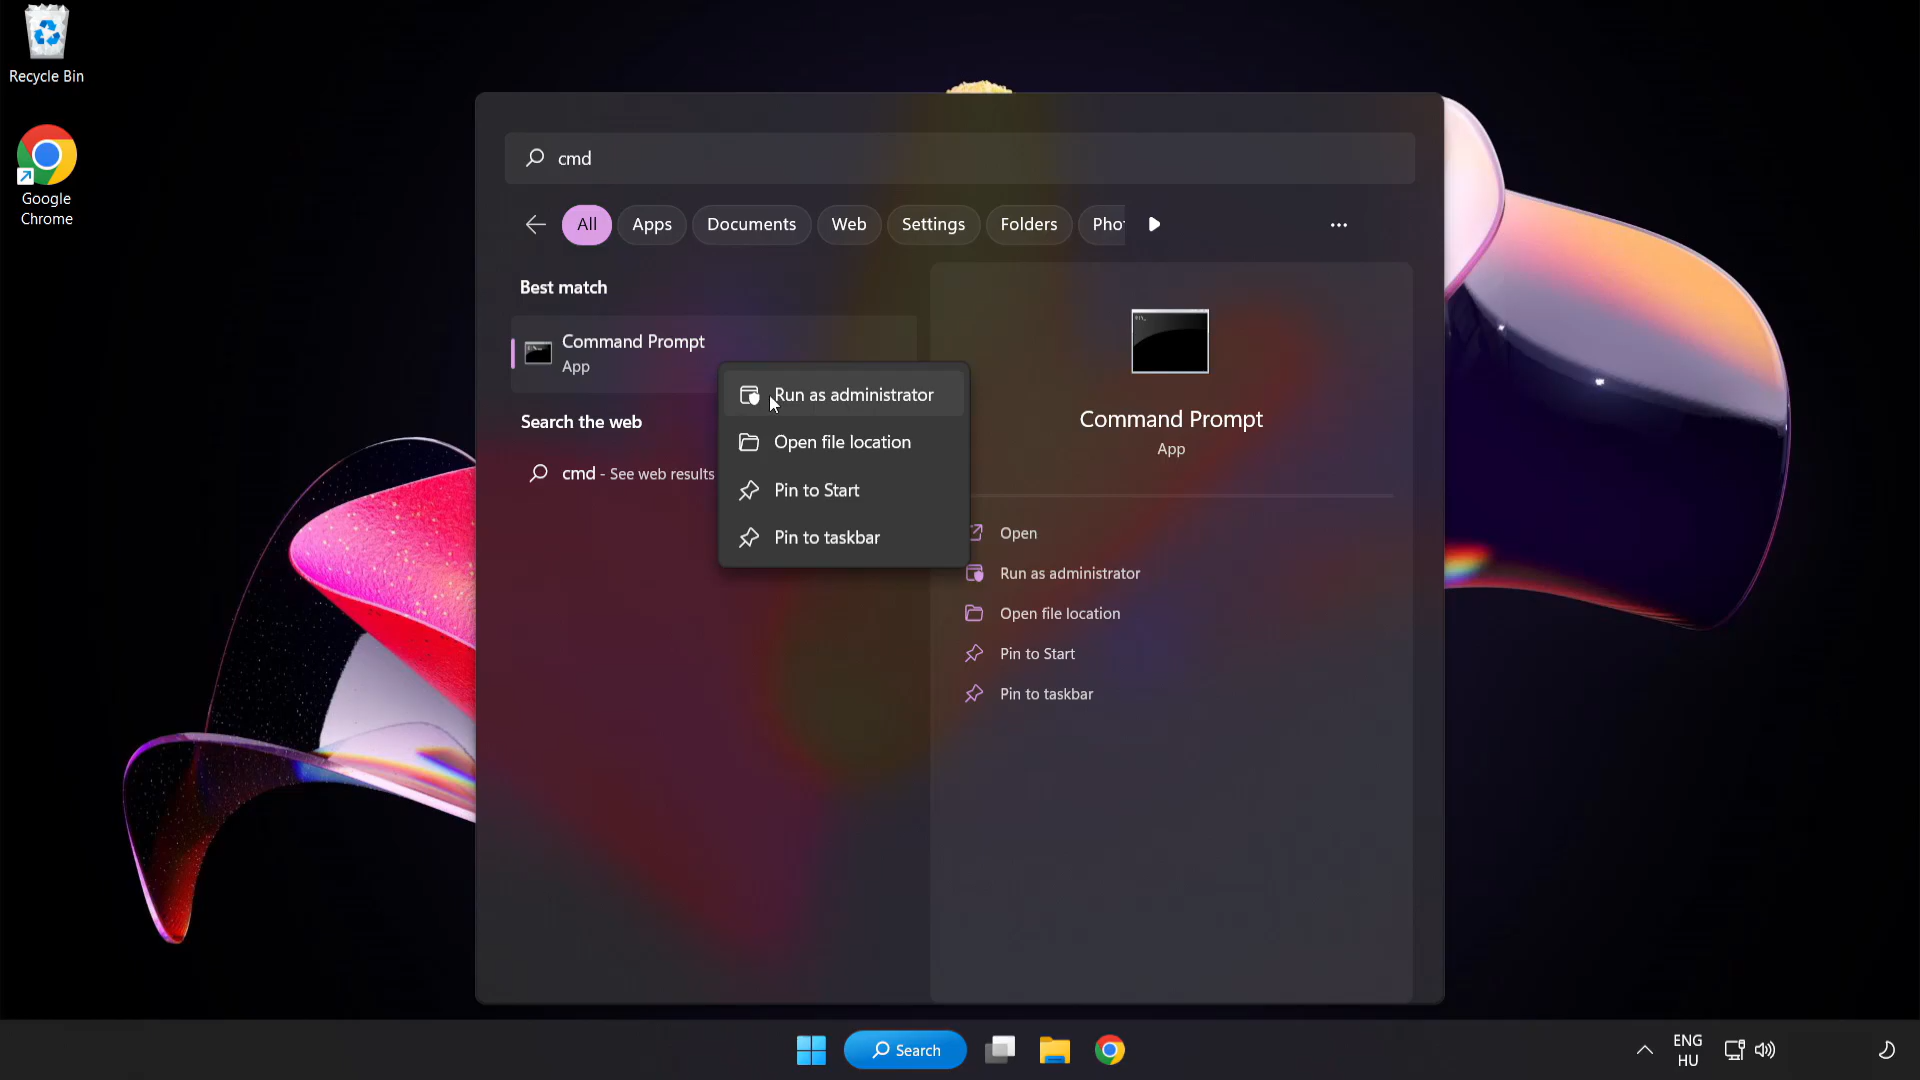 Recycle Bin
Google
Chrome
cmd
All
Apps
Documents
Web
Settings
Folders
Best match
Command Prompt
App
Search the web
cmd - See web results
Run as administrator
Open file location
Pin to Start
Pin to taskbar
Command Prompt
App
Open
Run as administrator
Open file location
Pin to Start
Pin to taskbar
Search
ENG
HU